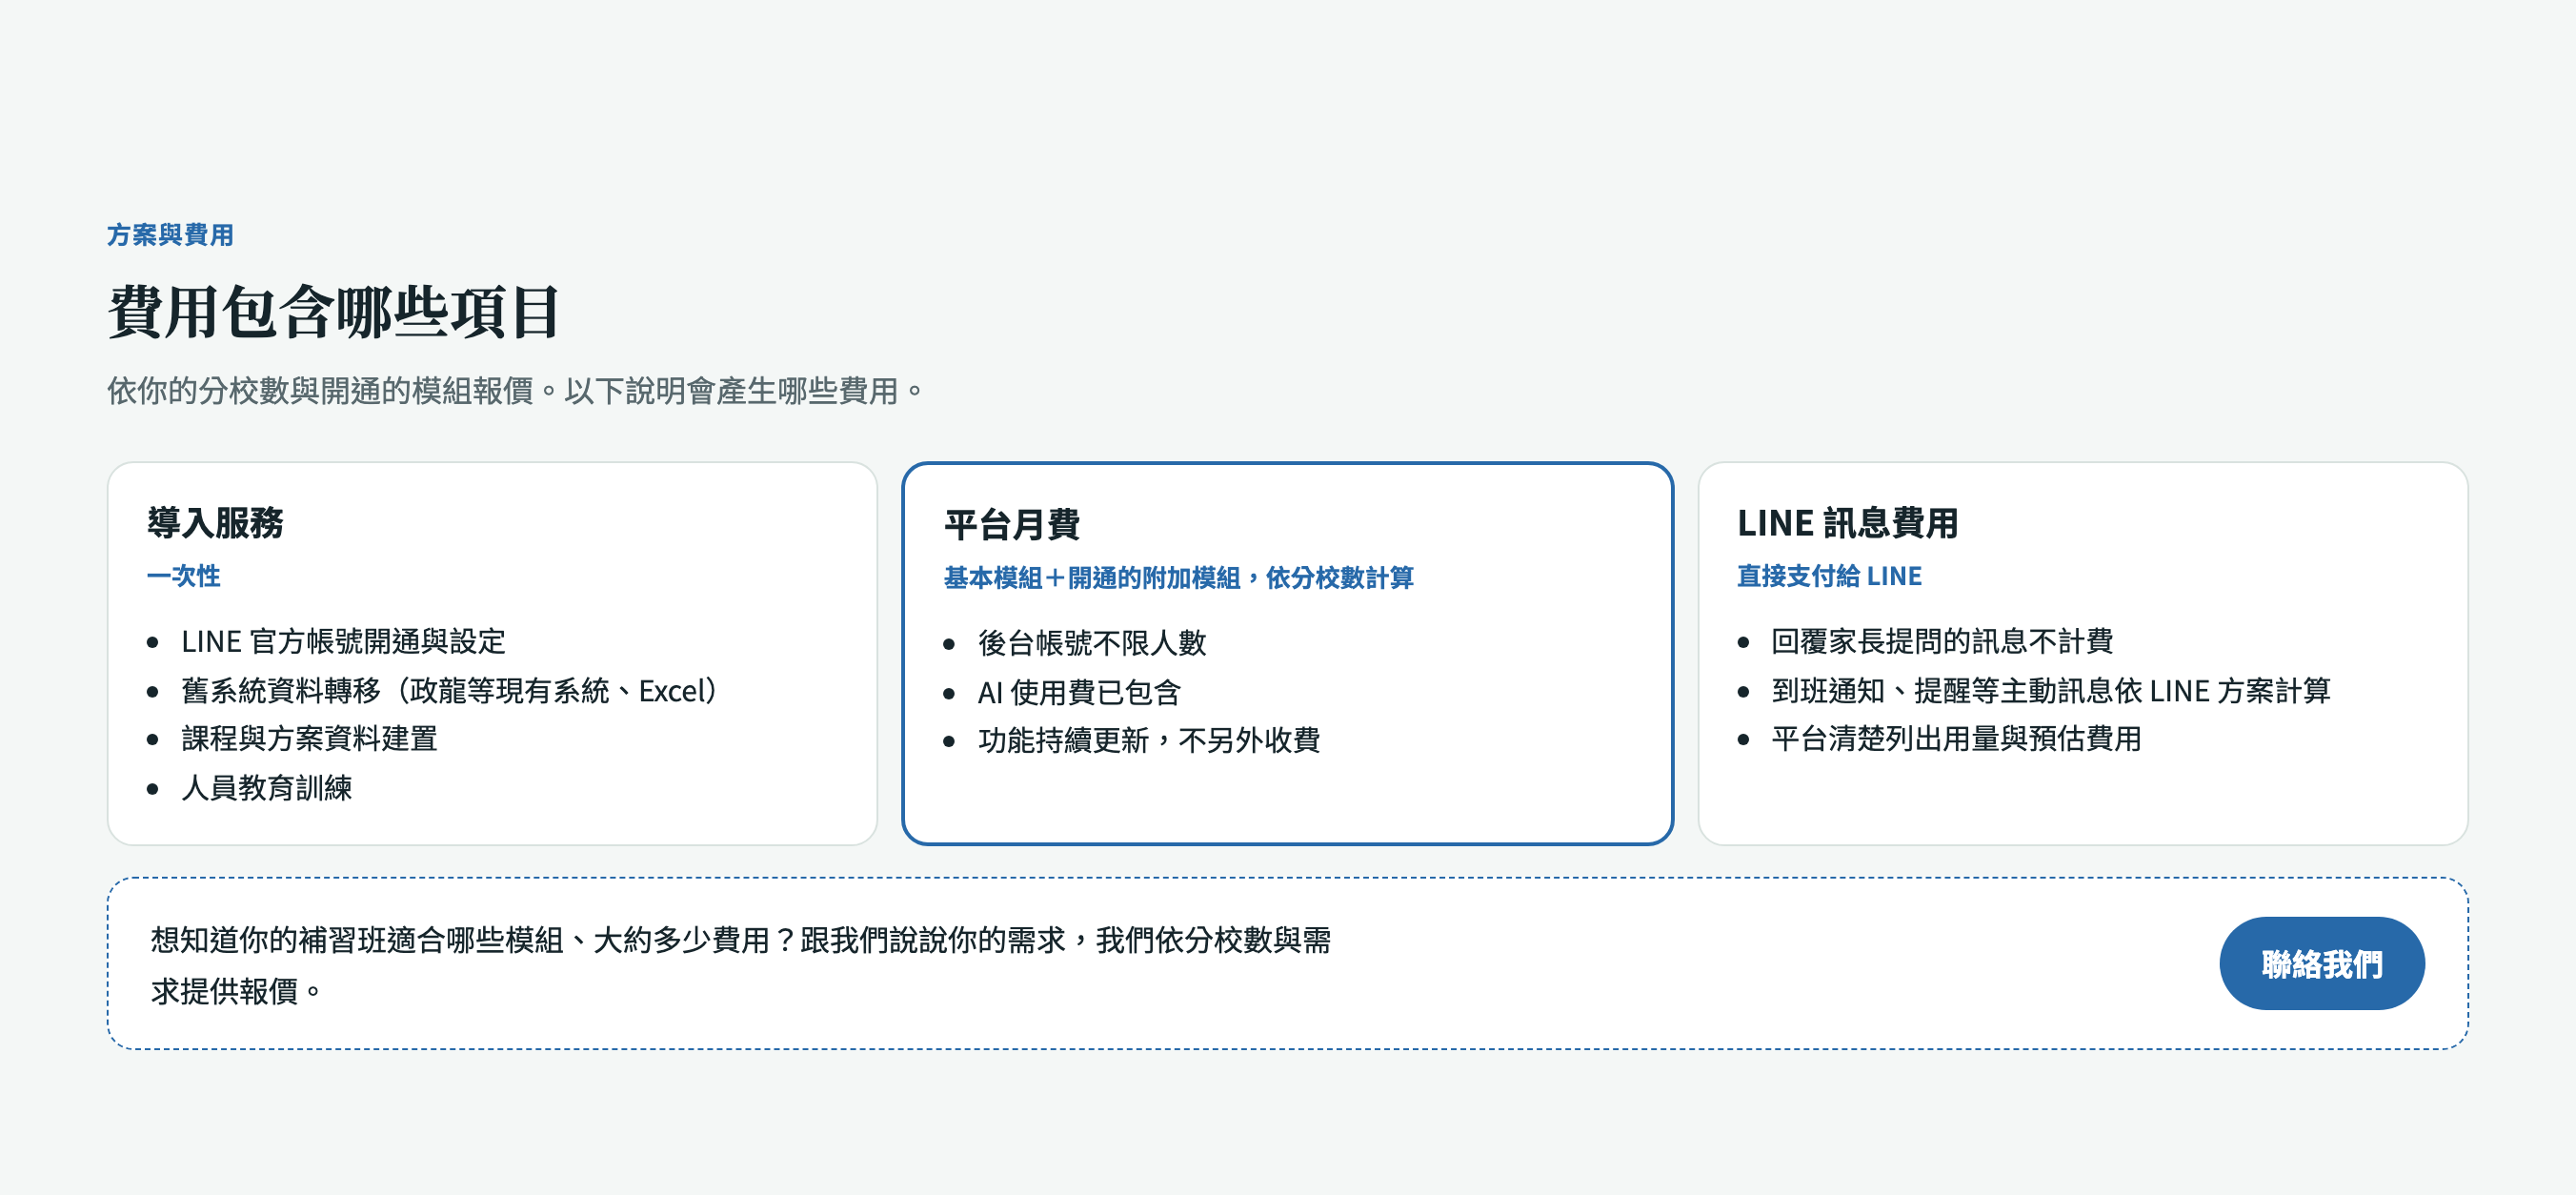 方案與費用
費用包含哪些項目
依你的分校數與開通的模組報價。以下說明會產生哪些費用。
導入服務
一次性
LINE 官方帳號開通與設定
舊系統資料轉移（政龍等現有系統、Excel）
課程與方案資料建置
人員教育訓練
平台月費
基本模組＋開通的附加模組，依分校數計算
後台帳號不限人數
AI 使用費已包含
功能持續更新，不另外收費
LINE 訊息費用
直接支付給 LINE
回覆家長提問的訊息不計費
到班通知、提醒等主動訊息依 LINE 方案計算
平台清楚列出用量與預估費用
想知道你的補習班適合哪些模組、大約多少費用？跟我們說說你的需求，我們依分校數與需
求提供報價。
聯絡我們